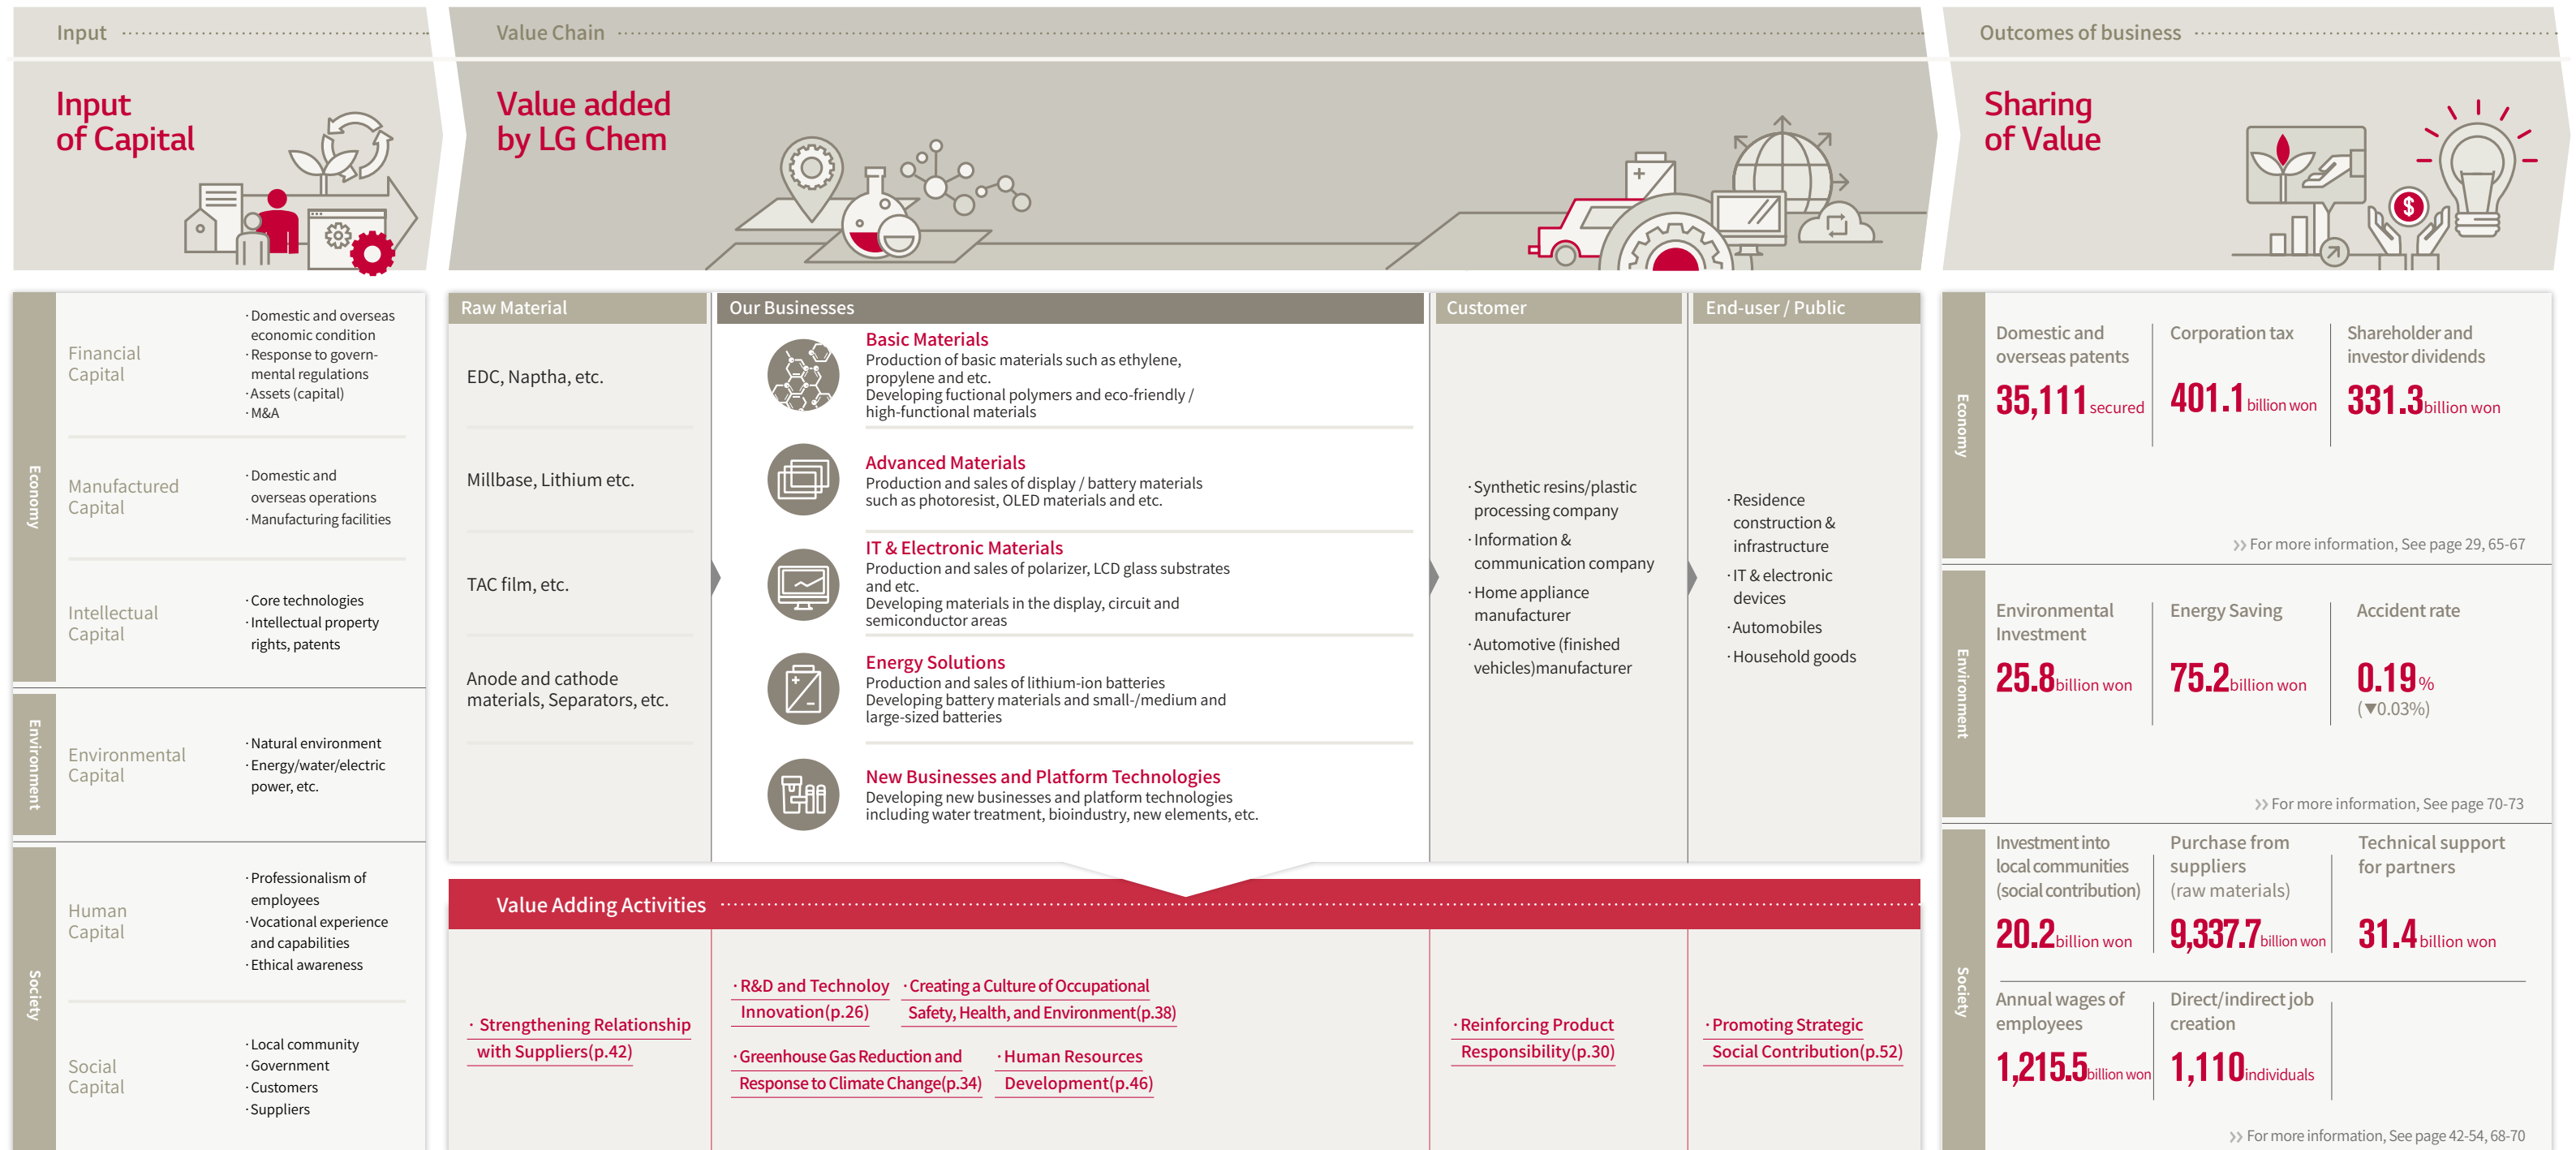 Input
Value Chain
Outcomes of business
Input
of Capital
Value added
by LG Chem
Sharing
of Value
Economy
Financial
Capital
· Domestic and overseas
economic condition
· Response to govern-
mental regulations
· Assets (capital)
· M&A
Manufactured
Capital
· Domestic and
overseas operations
· Manufacturing facilities
Intellectual
Capital
· Core technologies
· Intellectual property
rights, patents
Environment
Environmental
Capital
· Natural environment
· Energy/water/electric
power, etc.
Society
Human
Capital
· Professionalism of
employees
· Vocational experience
and capabilities
· Ethical awareness
Social
Capital
· Local community
· Government
· Customers
· Suppliers
Raw Material
EDC, Naptha, etc.
Millbase, Lithium etc.
TAC film, etc.
Anode and cathode
materials, Separators, etc.
Our Businesses
Basic Materials
Production of basic materials such as ethylene,
propylene and etc.
Developing fuctional polymers and eco-friendly /
high-functional materials
Advanced Materials
Production and sales of display / battery materials
such as photoresist, OLED materials and etc.
IT & Electronic Materials
Production and sales of polarizer, LCD glass substrates
and etc.
Developing materials in the display, circuit and
semiconductor areas
Energy Solutions
Production and sales of lithium-ion batteries
Developing battery materials and small-/medium and
large-sized batteries
New Businesses and Platform Technologies
Developing new businesses and platform technologies
including water treatment, bioindustry, new elements, etc.
Customer
· Synthetic resins/plastic
processing company
· Information &
communication company
· Home appliance
manufacturer
· Automotive (finished
vehicles)manufacturer
End-user / Public
· Residence
construction &
infrastructure
· IT & electronic
devices
· Automobiles
· Household goods
Value Adding Activities
· Strengthening Relationship
with Suppliers(p.42)
· R&D and Technoloy
Innovation(p.26)
· Creating a Culture of Occupational
Safety, Health, and Environment(p.38)
· Greenhouse Gas Reduction and
Response to Climate Change(p.34)
· Human Resources
Development(p.46)
· Reinforcing Product
Responsibility(p.30)
· Promoting Strategic
Social Contribution(p.52)
Economy
Domestic and
overseas patents
35,111 secured
Corporation tax
401.1 billion won
Shareholder and
investor dividends
331.3 billion won
>> For more information, See page 29, 65-67
Environment
Environmental
Investment
25.8 billion won
Energy Saving
75.2 billion won
Accident rate
0.19 %
(▼0.03%)
>> For more information, See page 70-73
Society
Investment into
local communities
(social contribution)
20.2 billion won
Purchase from
suppliers
(raw materials)
9,337.7 billion won
Technical support
for partners
31.4 billion won
Annual wages of
employees
1,215.5 billion won
Direct/indirect job
creation
1,110 individuals
>> For more information, See page 42-54, 68-70